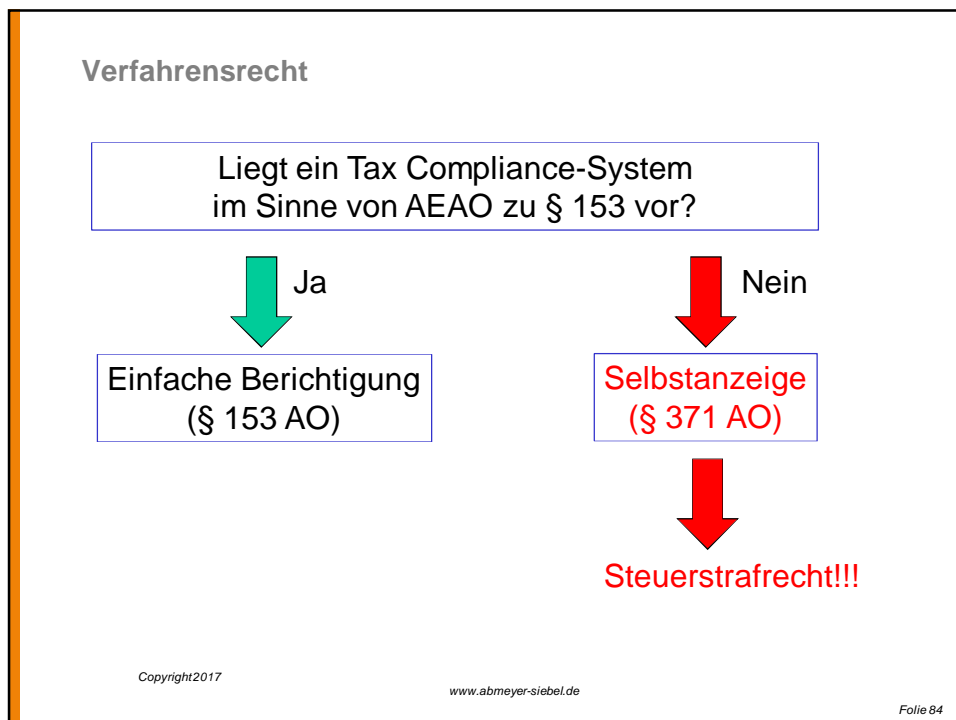 Verfahrensrecht
Liegt ein Tax Compliance-System
im Sinne von AEAO zu § 153 vor?
Ja
Nein
Einfache Berichtigung
(§ 153 AO)
Selbstanzeige
(§ 371 AO)
Steuerstrafrecht!!!
Copyright 2017
www.abmeyer-siebel.de
Folie 84